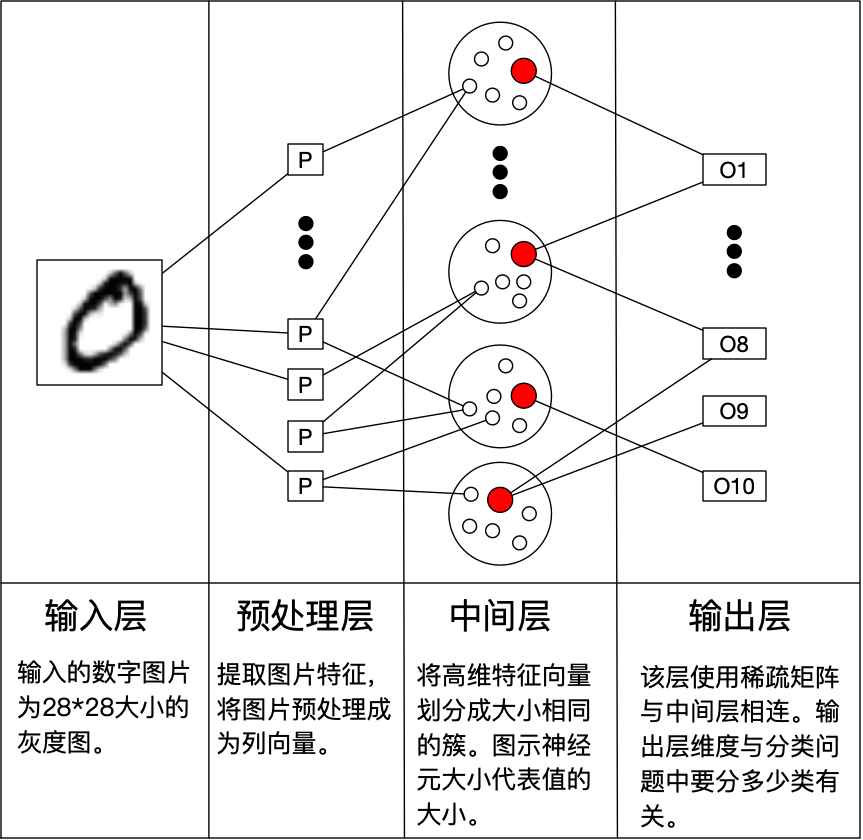 P
O1
P
O8
P
O9
P
P
O10
输入层
预处理层
中间层
输出层
输入的数字图片
为28*28大小的
灰度图。
提取图片特征，
将图片预处理成
为列向量。
将高维特征向量
划分成大小相同
的簇。图示神经
元大小代表值的
大小。
该层使用稀疏矩阵
与中间层相连。输
出层维度与分类问
题中要分多少类有
关。